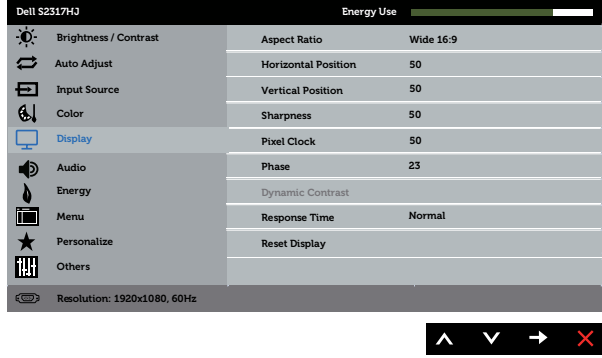 Dell S2317HJ Energy Use
Brightness / Contrast Aspect Ratio Wide 16:9
Auto Adjust Horizontal Position 50
Input Source Vertical Position 50
Color Sharpness 50
Display Pixel Clock 50
Audio Phase 23
Energy Dynamic Contrast
Menu Response Time Normal
Personalize Reset Display
Others
Resolution: 1920x1080, 60Hz